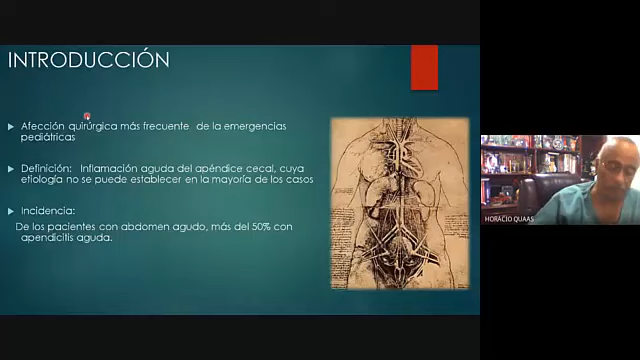 INTRODUCCIÓN
Afección quirúrgica más frecuente de la emergencias
pediátricas
Definición: Inflamación aguda del apéndice cecal, cuya
etiología no se puede establecer en la mayoría de los casos
Incidencia:
De los pacientes con abdomen agudo, más del 50% con
apendicitis aguda.
HORACIO QUAAS